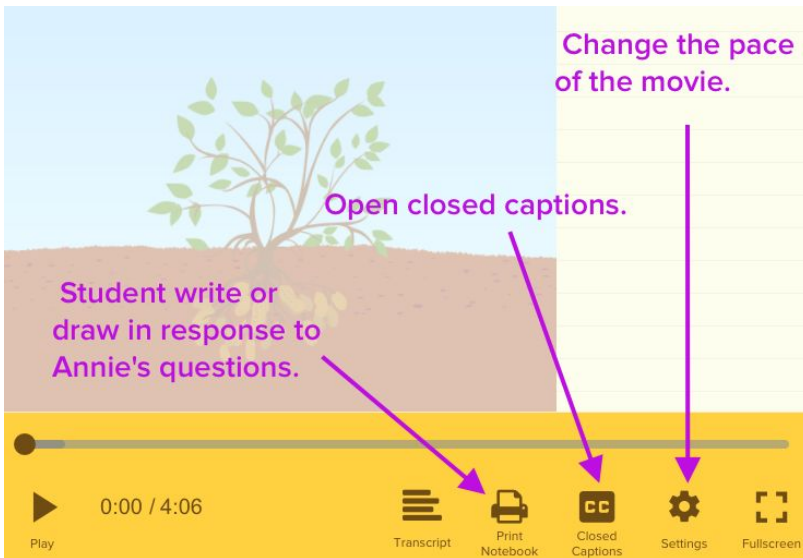 Change the pace
of the movie.
Open closed captions.
Student write or
draw in response to
Annie's questions.
0:00 / 4:06
Play
Transcript
Print
Notebook
CC
Closed
Captions
Settings
Fullscreen